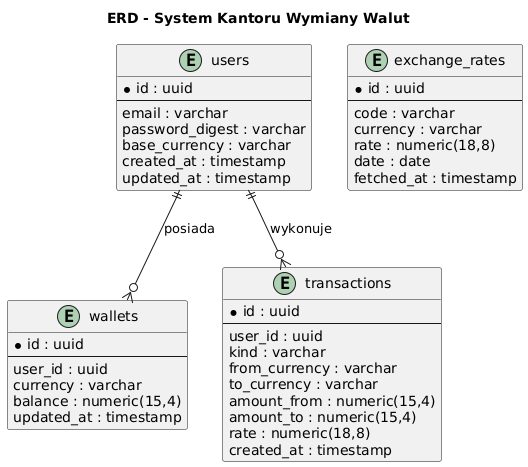 ERD - System Kantoru Wymiany Walut
E users
* id : uuid
email : varchar
password_digest : varchar
base_currency : varchar
created_at : timestamp
updated_at : timestamp
E exchange_rates
* id : uuid
code : varchar
currency : varchar
rate : numeric(18,8)
date : date
fetched_at : timestamp
posiada
wykonuje
E wallets
* id : uuid
user_id : uuid
currency : varchar
balance : numeric(15,4)
updated_at : timestamp
E transactions
* id : uuid
user_id : uuid
kind : varchar
from_currency : varchar
to_currency : varchar
amount_from : numeric(15,4)
amount_to : numeric(15,4)
rate : numeric(18,8)
created_at : timestamp